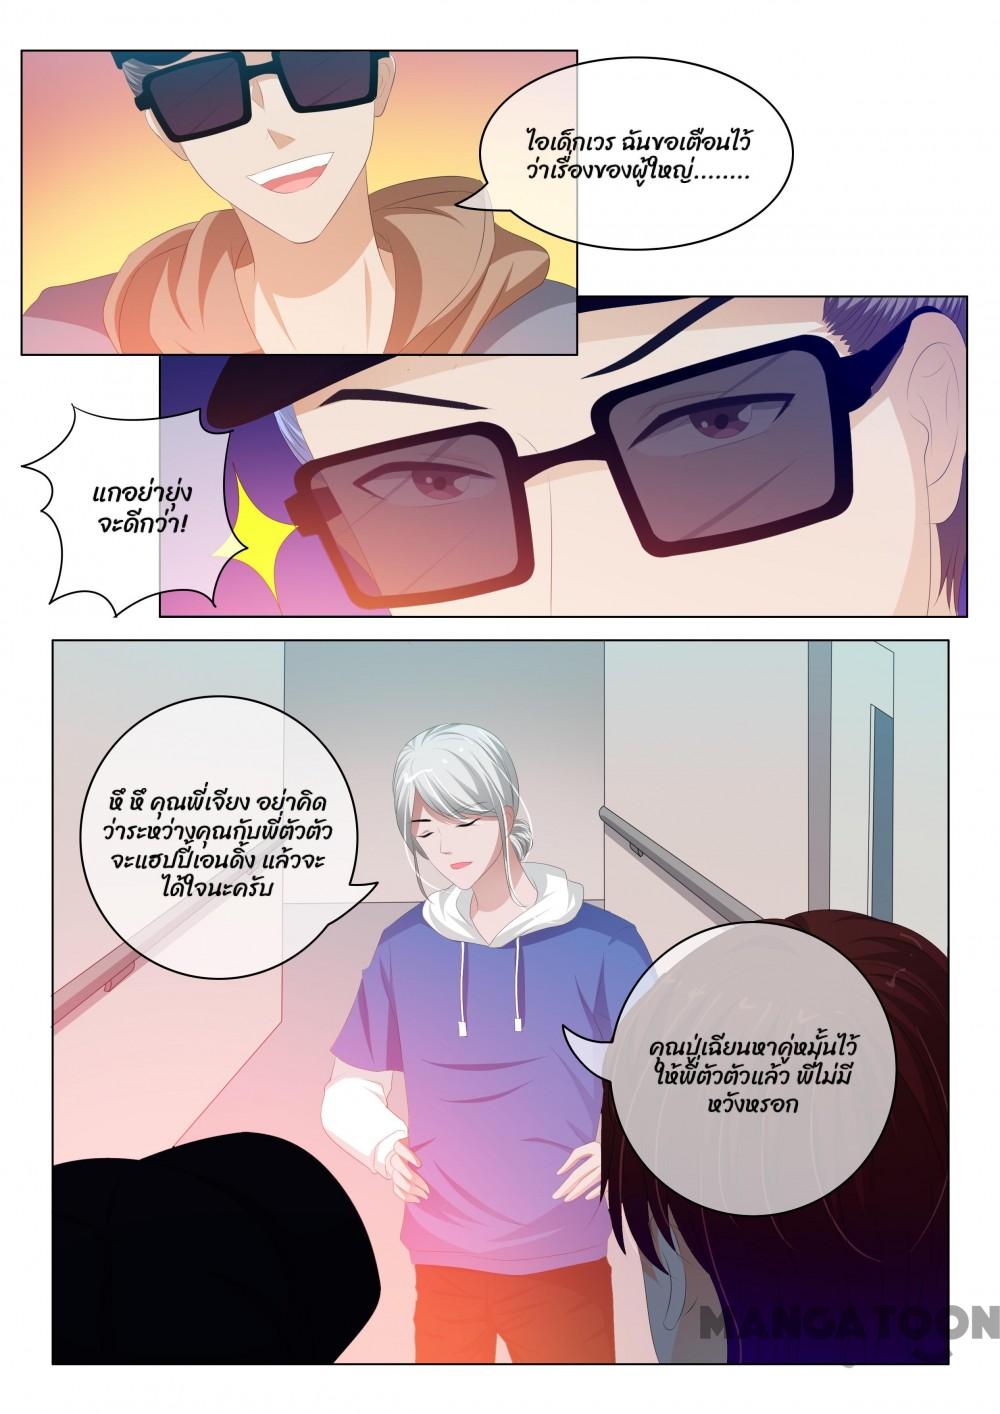 ไอเด็กเวร ฉันขอเตือนไว้
ว่าเรื่องของผู้ใหญ่........
แกอย่ายุ่ง
จะดีกว่า!
หึ หึ คุณพี่เจียง อย่าคิด
ว่าระหว่างคุณกับพี่ตัวตัว
จะแฮปปี้เอนดิ้ง แล้วจะ
ได้ใจนะครับ
คุณปู่เฉียนหาคู่หมั้นไว้
ให้พี่ตัวตัวแล้ว พี่ไม่มี
หวังหรอก
MANGATOON